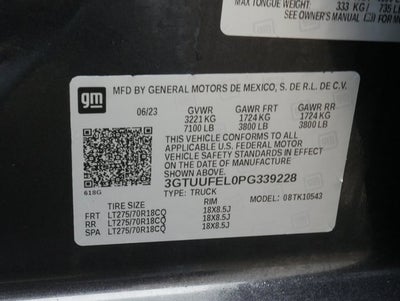 MAX TONGUE WEIGHT: 333 KG / 735 LB
SEE OWNER'S MANUAL
gm
MFD BY GENERAL MOTORS DE MEXICO, S. DE R.L. DE C.V.
06/23 GVWR GAWR FRT GAWR RR
3221 KG 1724 KG 1724 KG
7100 LB 3800 LB 3800 LB
THIS VEHICLE CONFORMS TO ALL
APPLICABLE U.S. FEDERAL MOTOR
VEHICLE SAFETY STANDARDS IN EFFECT
ON THE DATE OF MANUFACTURE
SHOWN ABOVE.
618G
3GTUUFEL0PG339228
TYPE: TRUCK MODEL: 08TK10543
TIRE SIZE RIM
FRT LT275/70R18CQ 18X8.5J
RR LT275/70R18CQ 18X8.5J
SPA LT275/70R18CQ 18X8.5J